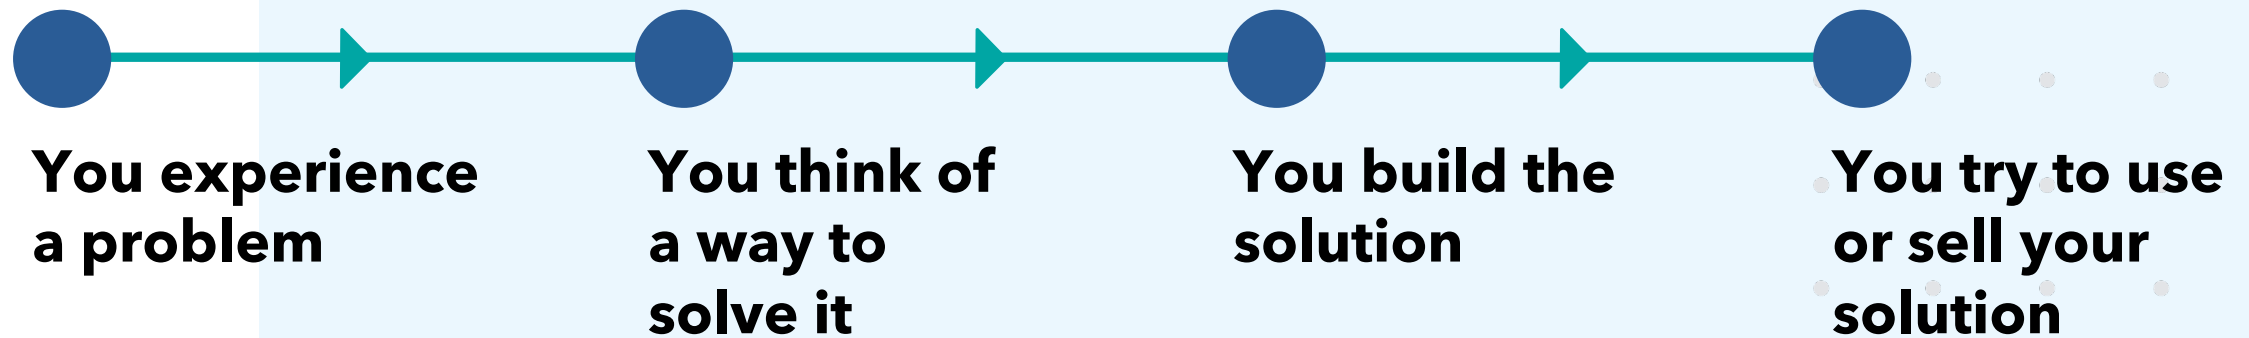 You experience
a problem
You think of
a way to
solve it
You build the
solution
You try to use
or sell your
solution